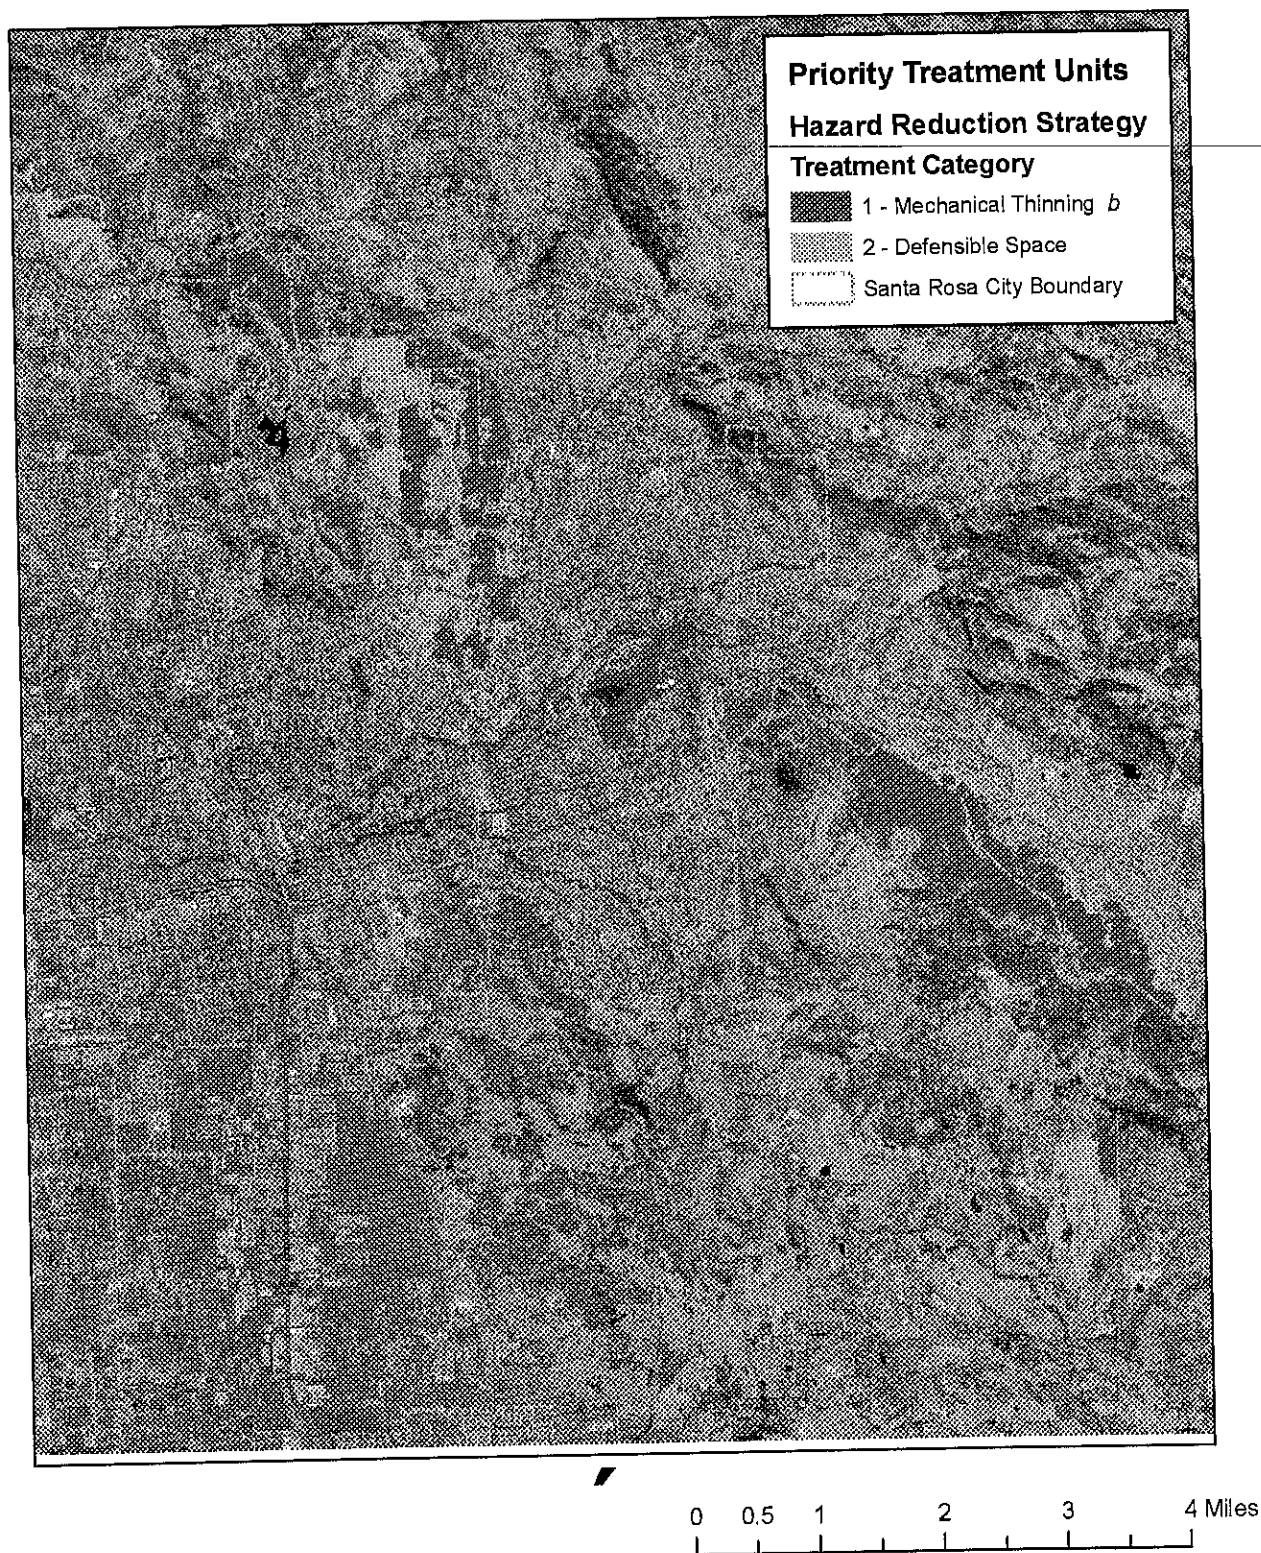 Priority Treatment Units
Hazard Reduction Strategy
Treatment Category
1 - Mechanical Thinning b
2 - Defensible Space
Santa Rosa City Boundary
0 0.5 1 2 3 4 Miles